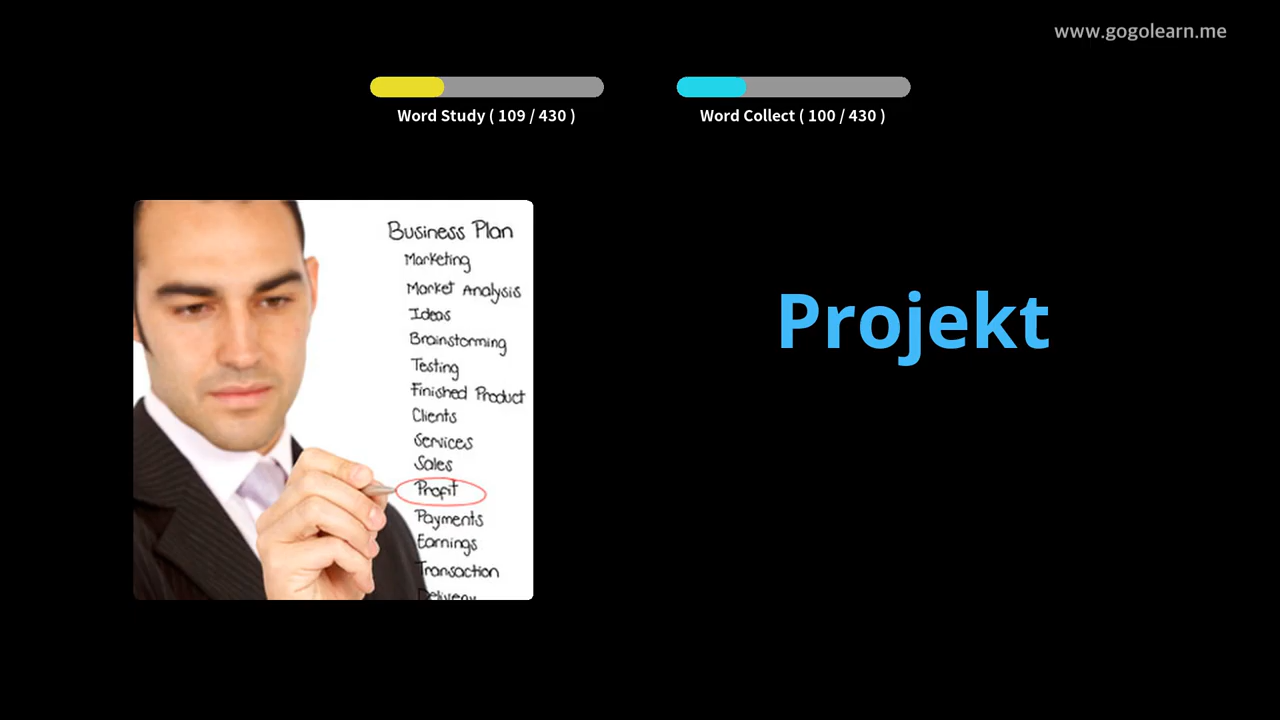 www.gogolearn.me
Word Study ( 109 / 430 )
Word Collect ( 100 / 430 )
Business Plan
Marketing
Market Analysis
Ideas
Brainstorming
Testing
Finished Product
Clients
Services
Sales
Profit
Payments
Earnings
Transaction
Delivery
Projekt